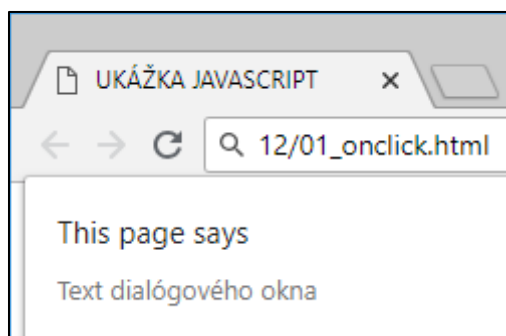 UKÁŽKA JAVASCRIPT
12/01_onclick.html
This page says
Text dialógového okna